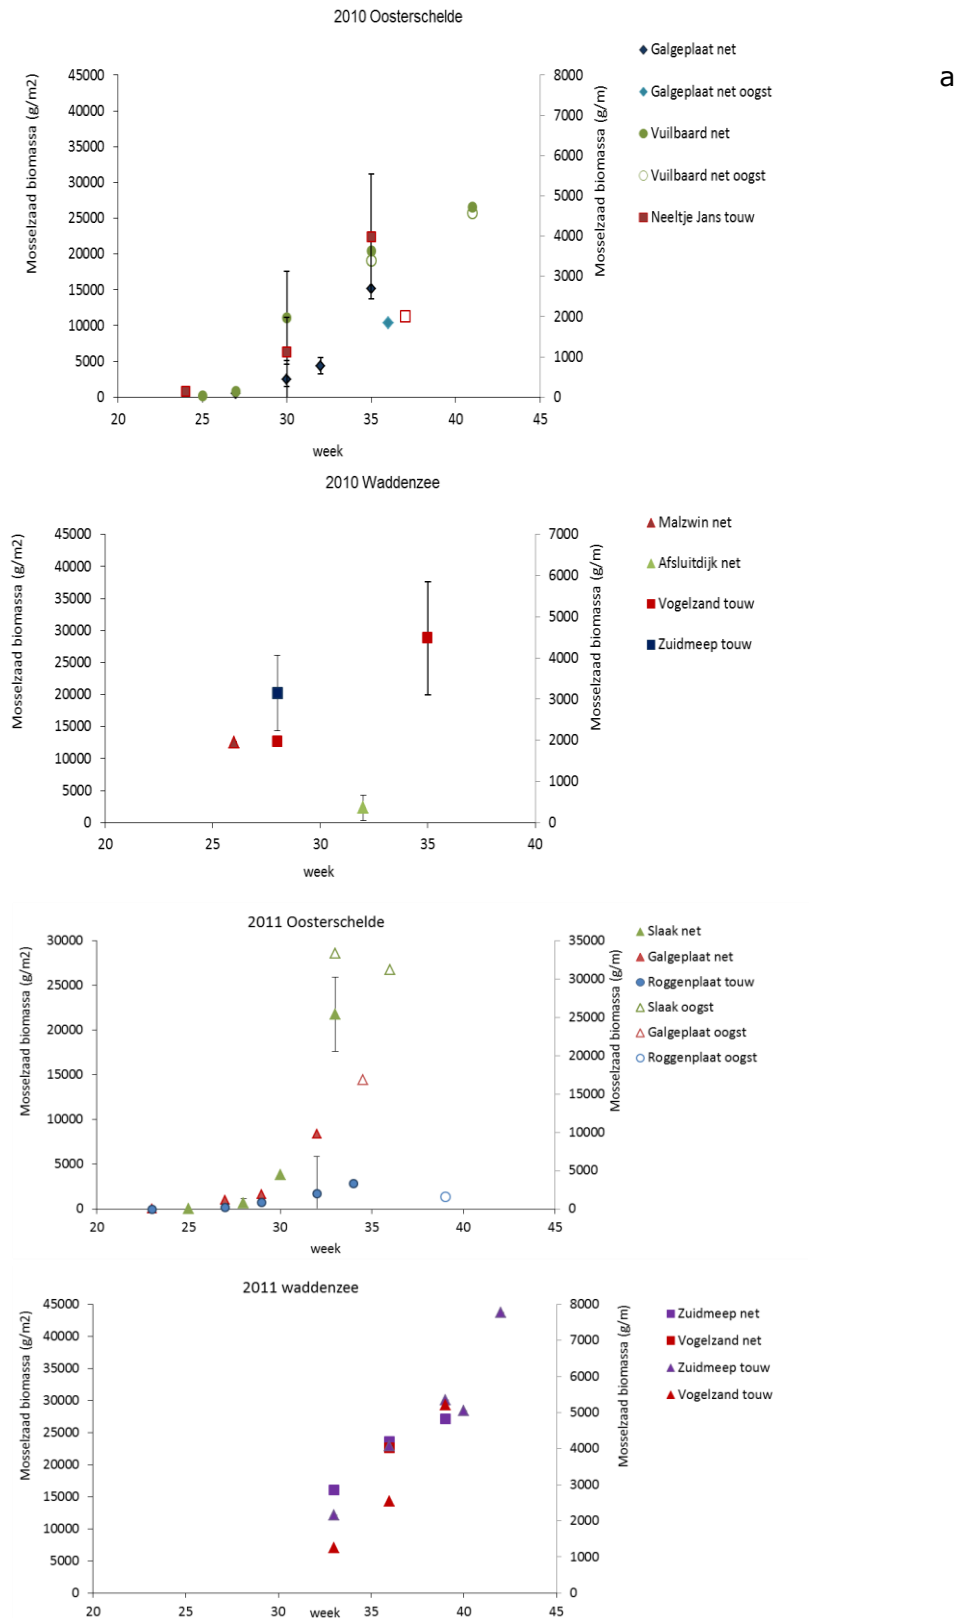 2010 Oosterschelde
a
Mosselzaad biomassa (g/m2)
45000
40000
35000
30000
25000
20000
15000
10000
5000
0
20 25 30 35 40 45
week
8000
7000
6000
5000
4000
3000
2000
1000
0
Mosselzaad biomassa (g/m)
Galgeplaat net
Galgeplaat net oogst
Vuilbaard net
Vuilbaard net oogst
Neeltje Jans touw
2010 Waddenzee
Mosselzaad biomassa (g/m2)
45000
40000
35000
30000
25000
20000
15000
10000
5000
0
20 25 30 35 40
week
7000
6000
5000
4000
3000
2000
1000
0
Mosselzaad biomassa (g/m)
Malzwin net
Afsluitdijk net
Vogelzand touw
Zuidmeep touw
2011 Oosterschelde
Mosselzaad biomassa (g/m2)
30000
25000
20000
15000
10000
5000
0
20 25 30 35 40 45
week
35000
30000
25000
20000
15000
10000
5000
0
Mosselzaad biomassa (g/m)
Slaak net
Galgeplaat net
Roggenplaat touw
Slaak oogst
Galgeplaat oogst
Roggenplaat oogst
2011 waddenzee
Mosselzaad biomassa (g/m2)
45000
40000
35000
30000
25000
20000
15000
10000
5000
0
20 25 30 35 40 45
week
8000
7000
6000
5000
4000
3000
2000
1000
0
Mosselzaad biomassa (g/m)
Zuidmeep net
Vogelzand net
Zuidmeep touw
Vogelzand touw